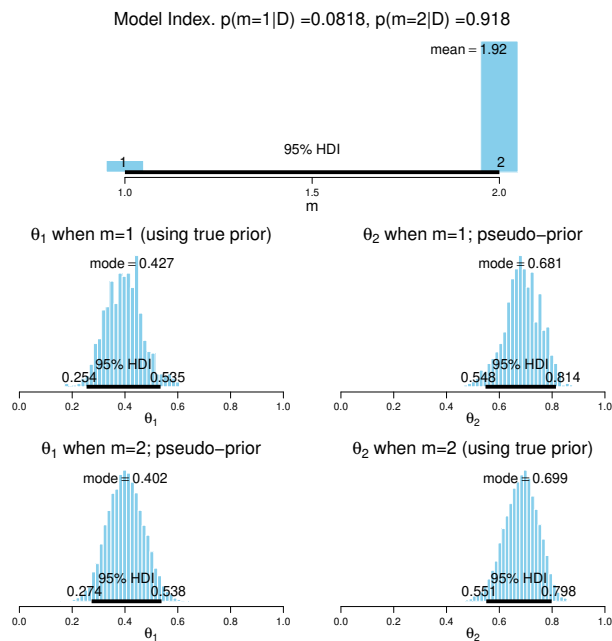 Model Index. p(m=1|D) =0.0818, p(m=2|D) =0.918
mean = 1.92
95% HDI
1 2
1.0 1.5 2.0
m
θ1 when m=1 (using true prior)
mode = 0.427
95% HDI
0.254 0.535
0.0 0.2 0.4 0.6 0.8 1.0
θ1
θ2 when m=1; pseudo−prior
mode = 0.681
95% HDI
0.548 0.814
0.0 0.2 0.4 0.6 0.8 1.0
θ2
θ1 when m=2; pseudo−prior
mode = 0.402
95% HDI
0.274 0.538
0.0 0.2 0.4 0.6 0.8 1.0
θ1
θ2 when m=2 (using true prior)
mode = 0.699
95% HDI
0.551 0.798
0.0 0.2 0.4 0.6 0.8 1.0
θ2